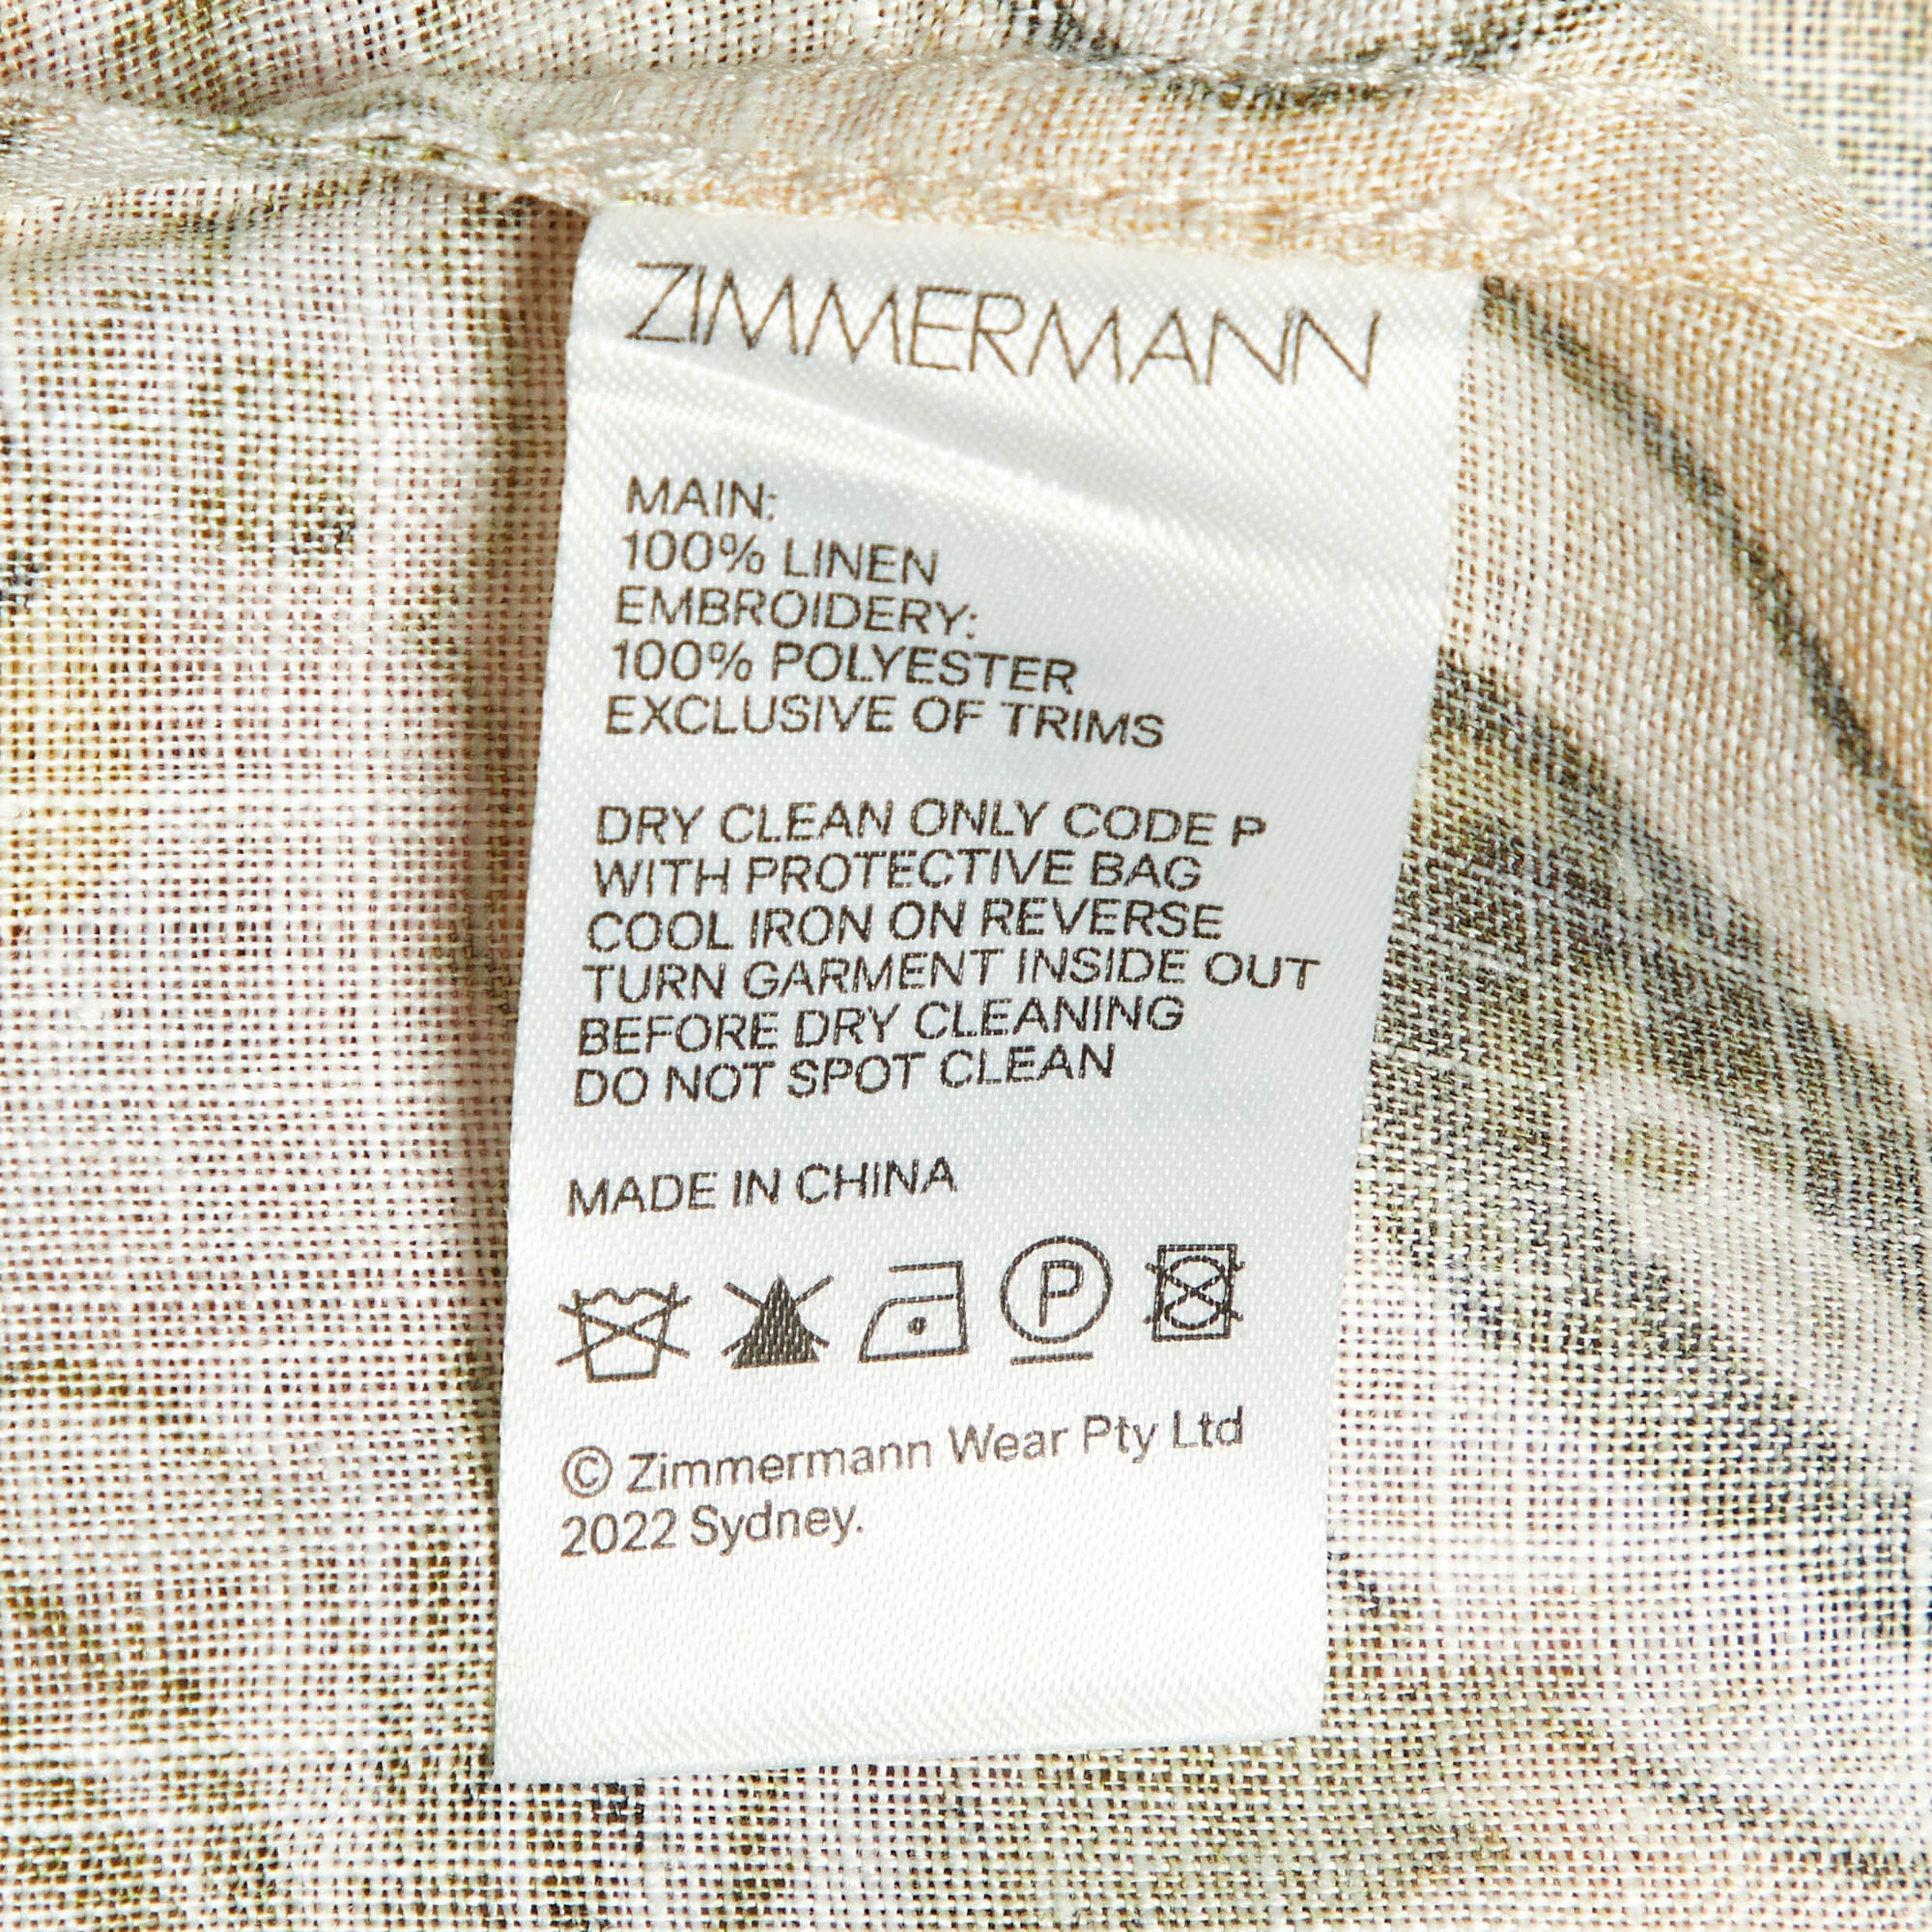 ZIMMERMANN
MAIN:
100% LINEN
EMBROIDERY:
100% POLYESTER
EXCLUSIVE OF TRIMS
DRY CLEAN ONLY CODE P
WITH PROTECTIVE BAG
COOL IRON ON REVERSE
TURN GARMENT INSIDE OUT
BEFORE DRY CLEANING
DO NOT SPOT CLEAN
MADE IN CHINA
P
© Zimmermann Wear Pty Ltd
2022 Sydney.